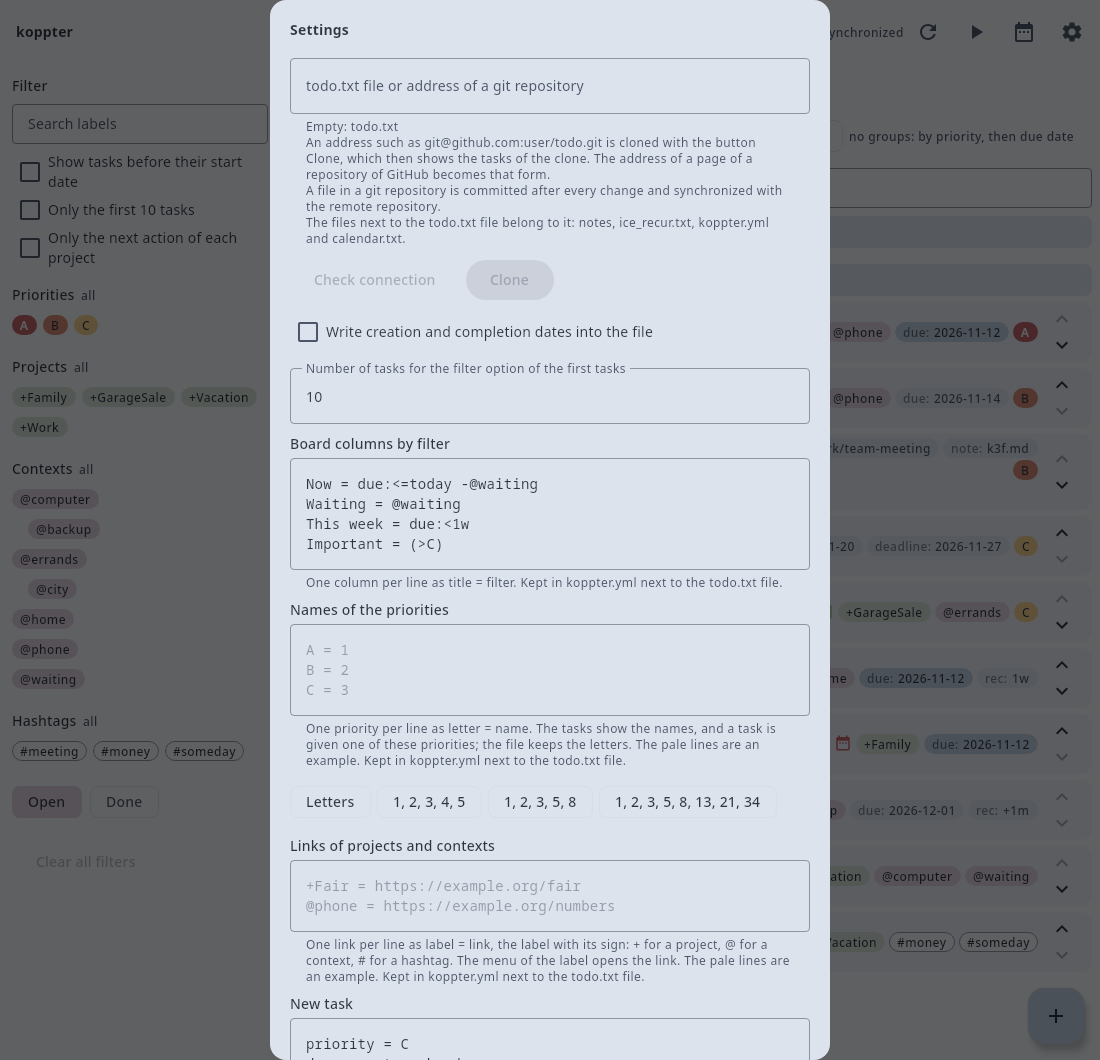 koppter
Settings
synchronized
Filter
Search labels
Show tasks before their start
date
Only the first 10 tasks
Only the next action of each
project
Priorities all
A B C
Projects all
+Family +GarageSale +Vacation
+Work
Contexts all
@computer
@backup
@errands
@city
@home
@phone
@waiting
Hashtags all
#meeting #money #someday
Open Done
Clear all filters
todo.txt file or address of a git repository
Empty: todo.txt
An address such as git@github.com:user/todo.git is cloned with the button
Clone, which then shows the tasks of the clone. The address of a page of a
repository of GitHub becomes that form.
A file in a git repository is committed after every change and synchronized with
the remote repository.
The files next to the todo.txt file belong to it: notes, ice_recur.txt, koppter.yml
and calendar.txt.
Check connection Clone
Write creation and completion dates into the file
Number of tasks for the filter option of the first tasks
10
Board columns by filter
Now = due:<=today -@waiting
Waiting = @waiting
This week = due:<1w
Important = (>C)
One column per line as title = filter. Kept in koppter.yml next to the todo.txt file.
Names of the priorities
A = 1
B = 2
C = 3
One priority per line as letter = name. The tasks show the names, and a task is
given one of these priorities; the file keeps the letters. The pale lines are an
example. Kept in koppter.yml next to the todo.txt file.
Letters 1, 2, 3, 4, 5 1, 2, 3, 5, 8 1, 2, 3, 5, 8, 13, 21, 34
Links of projects and contexts
+Fair = https://example.org/fair
@phone = https://example.org/numbers
One link per line as label = link, the label with its sign: + for a project, @ for a
context, # for a hashtag. The menu of the label opens the link. The pale lines are
an example. Kept in koppter.yml next to the todo.txt file.
New task
priority = C
no groups: by priority, then due date
@phone due: 2026-11-12 A
@phone due: 2026-11-14 B
k/team-meeting note: k3f.md
B
1-20 deadline: 2026-11-27 C
+GarageSale @errands C
me due: 2026-11-12 rec: 1w
+Family due: 2026-11-12
p due: 2026-12-01 rec: +1m
ation @computer @waiting
acation #money #someday
+